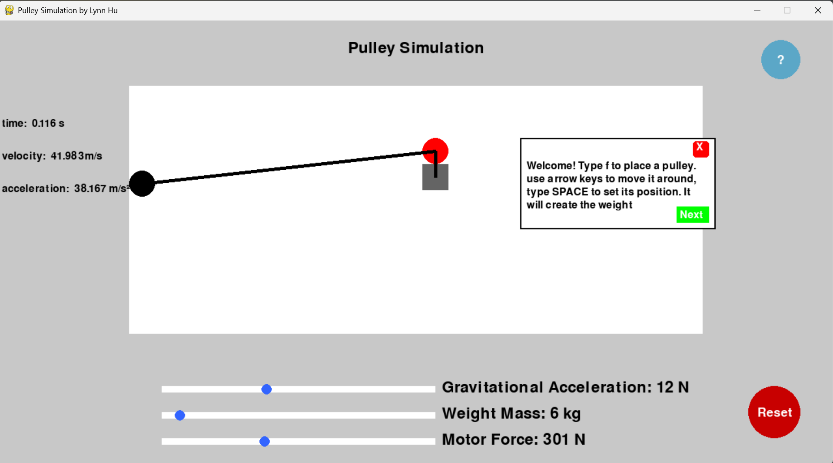 Pulley Simulation by Lynn Hu
Pulley Simulation
?
time: 0.116 s
velocity: 41.983m/s
acceleration: 38.167 m/s²
X
Welcome! Type f to place a pulley.
use arrow keys to move it around,
type SPACE to set its position. It
will create the weight
Next
Gravitational Acceleration: 12 N
Weight Mass: 6 kg
Motor Force: 301 N
Reset